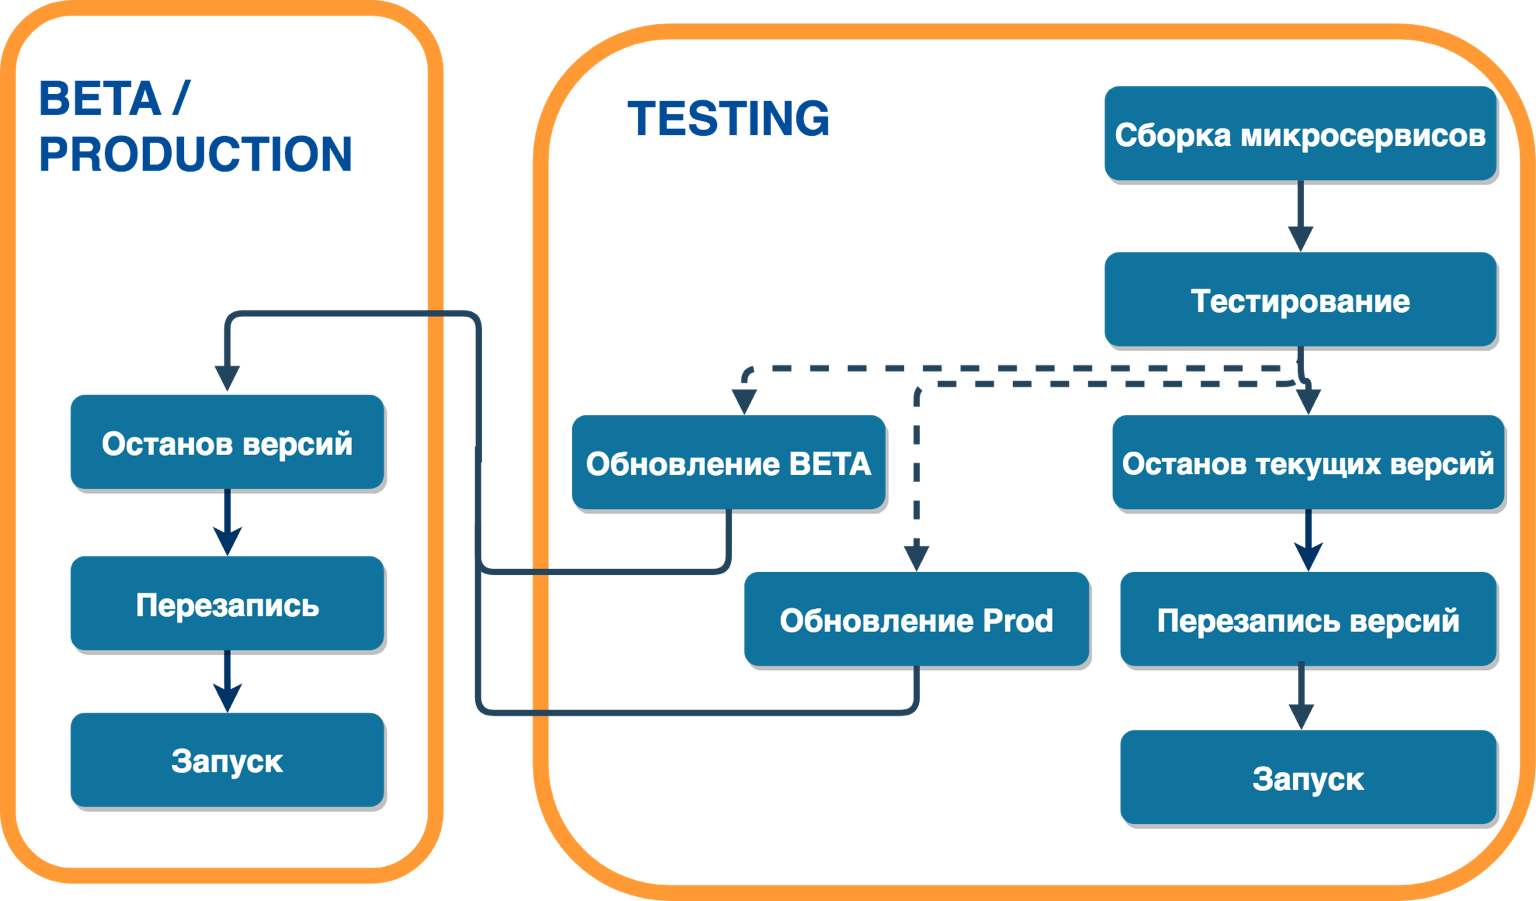 BETA /
PRODUCTION
Останов версий
Перезапись
Запуск
TESTING
Сборка микросервисов
Тестирование
Обновление BETA
Останов текущих версий
Обновление Prod
Перезапись версий
Запуск